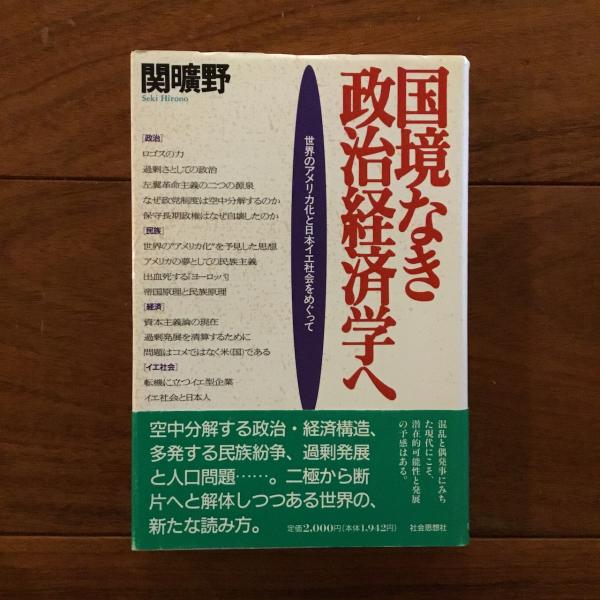 国境なき
政治経済学へ
世界のアメリカ化と日本イエ社会をめぐって
関曠野
Seki Hirono
[政治]
ロゴスの力
過剰さとしての政治
左翼革命主義の二つの源泉
なぜ政党制度は空中分解するのか
保守長期政権はなぜ自壊したのか
[民族]
世界の“アメリカ化”を予見した思想
アメリカの夢としての民族主義
出血死する『ヨーロッパ』
帝国原理と民族原理
[経済]
資本主義論の現在
過剰発展を清算するために
問題はコメではなく米(国)である
[イエ社会]
転機に立つイエ型企業
イエ社会と日本人
混乱と偶発事にみち
た現代にこそ、
潜在的可能性と発展
の予感はある。
空中分解する政治・経済構造、
多発する民族紛争、過剰発展
と人口問題……。二極から断
片へと解体しつつある世界の、
新たな読み方。
定価2,000円(本体1,942円)
社会思想社